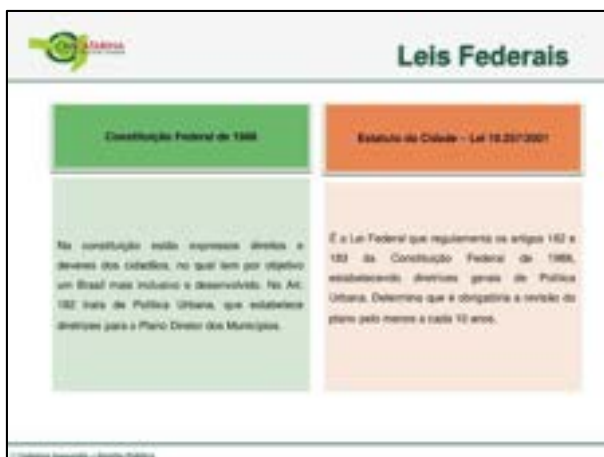 Leis Federais
Constituição Federal de 1988
Estatuto da Cidade – Lei 10.257/2001
Na constituição estão expressos direitos e
deveres dos cidadãos, no qual tem por objetivo
um Brasil mais inclusivo e desenvolvido. No Art.
182 trata de Política Urbana, que estabelece
diretrizes para o Plano Diretor dos Municípios.
É a Lei Federal que regulamenta os artigos 182 e
183 da Constituição Federal de 1988,
estabelecendo diretrizes gerais de Política
Urbana. Determina que é obrigatória a revisão do
plano pelo menos a cada 10 anos.